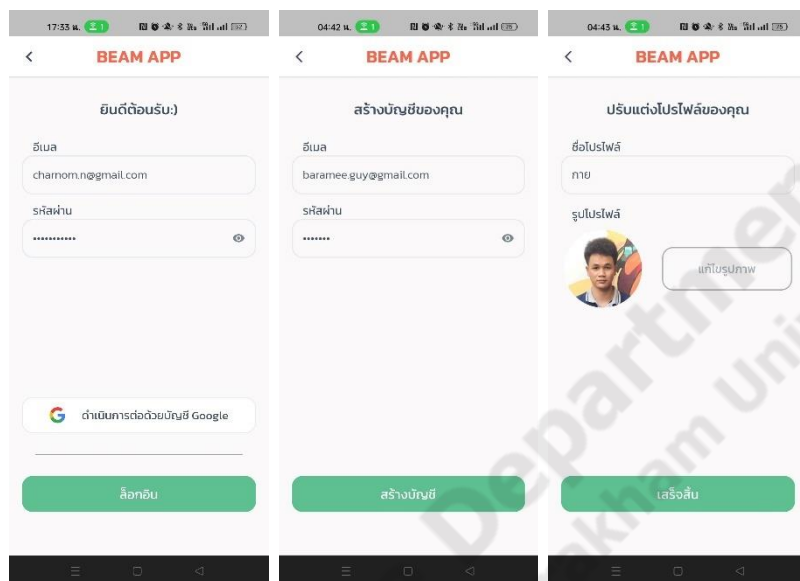 17:33 น.
BEAM APP
ยินดีต้อนรับ:)
อีเมล
charnom.n@gmail.com
รหัสผ่าน
•••••••••••
G ดำเนินการต่อด้วยบัญชี Google
ล็อกอิน
04:42 น.
BEAM APP
สร้างบัญชีของคุณ
อีเมล
baramee.guy@gmail.com
รหัสผ่าน
•••••••
สร้างบัญชี
04:43 น.
BEAM APP
ปรับแต่งโปรไฟล์ของคุณ
ชื่อโปรไฟล์
กาย
รูปโปรไฟล์
แก้ไขรูปภาพ
เสร็จสิ้น
Department